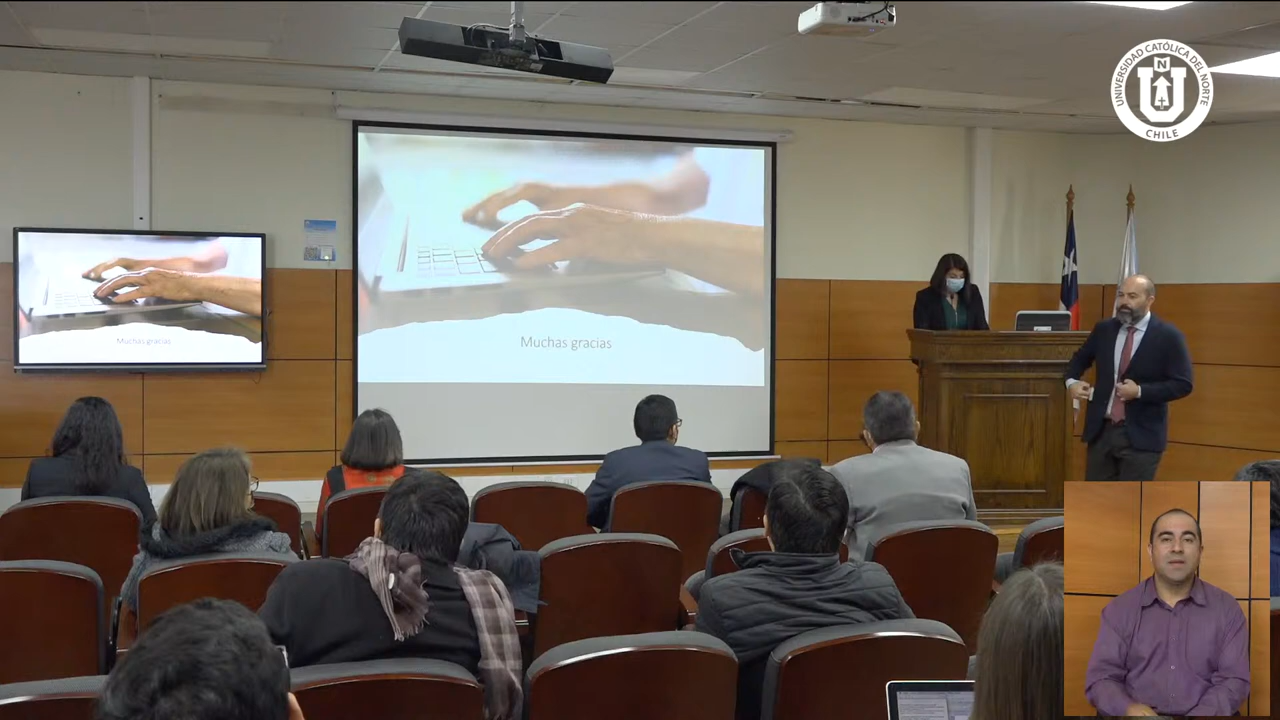 UNIVERSIDAD CATÓLICA DEL NORTE
N
CHILE
Muchas gracias
Muchas gracias